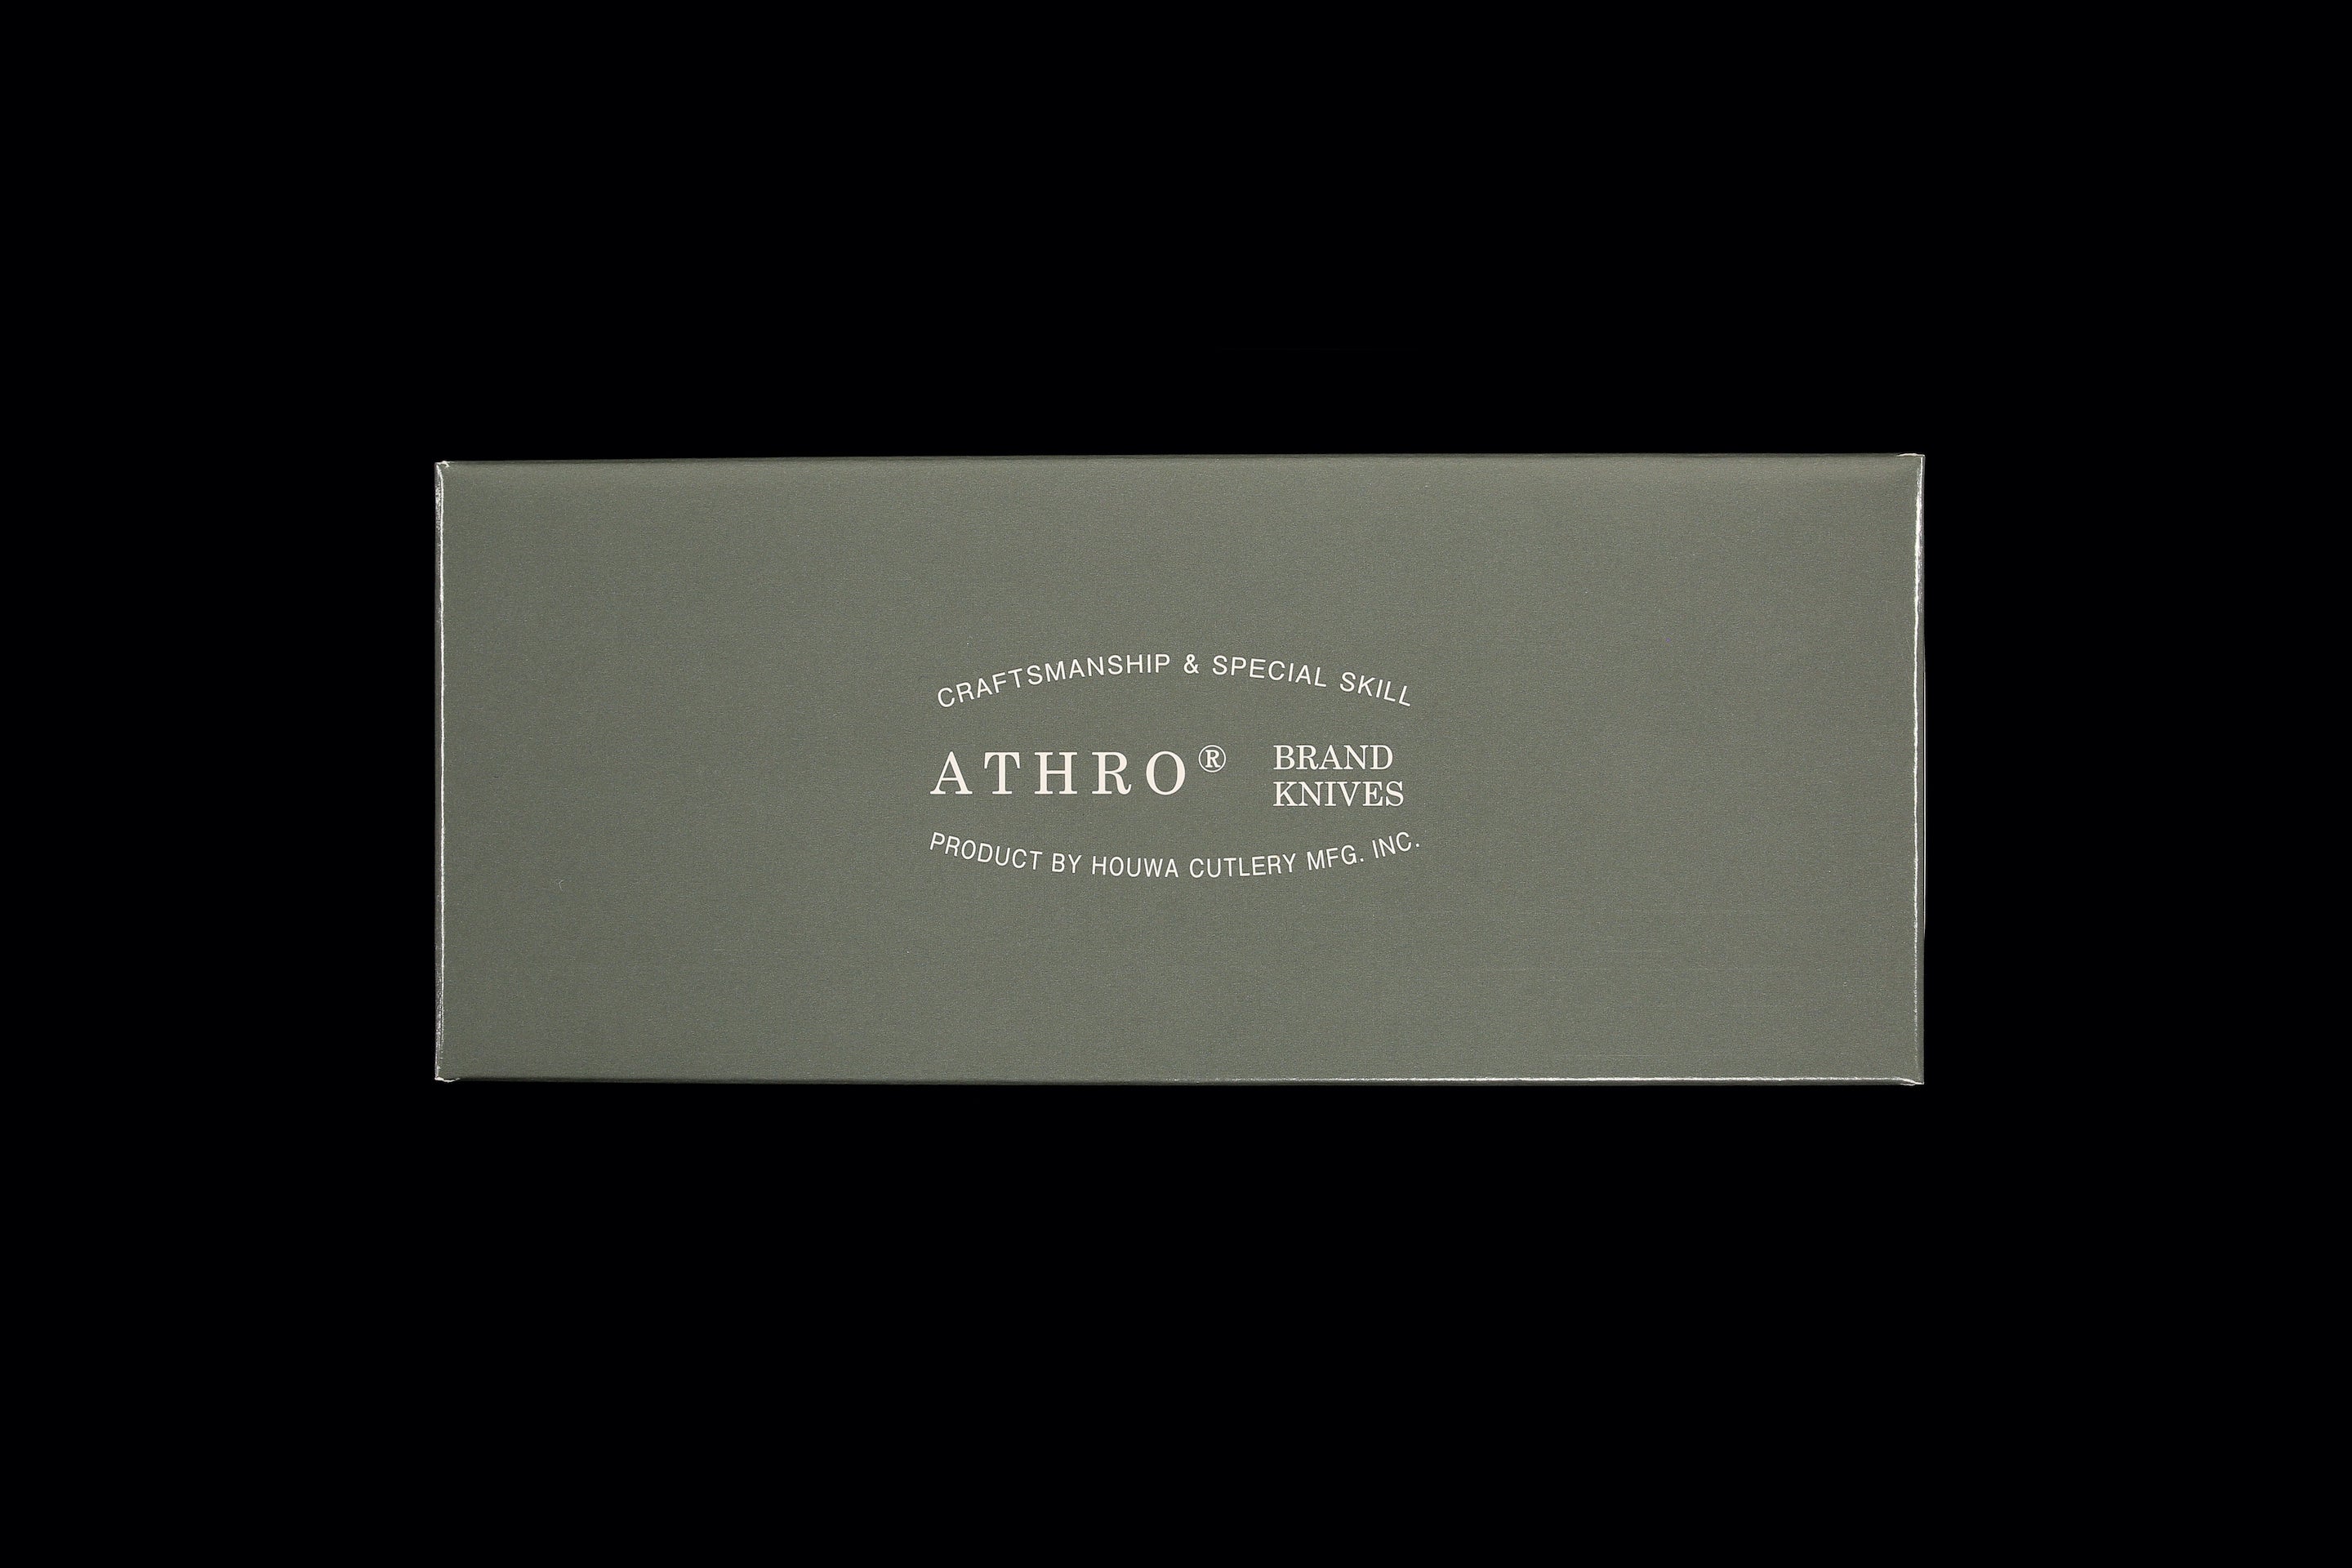 CRAFTSMANSHIP & SPECIAL SKILL
ATHRO® BRAND KNIVES
PRODUCT BY HOUWA CUTLERY MFG. INC.